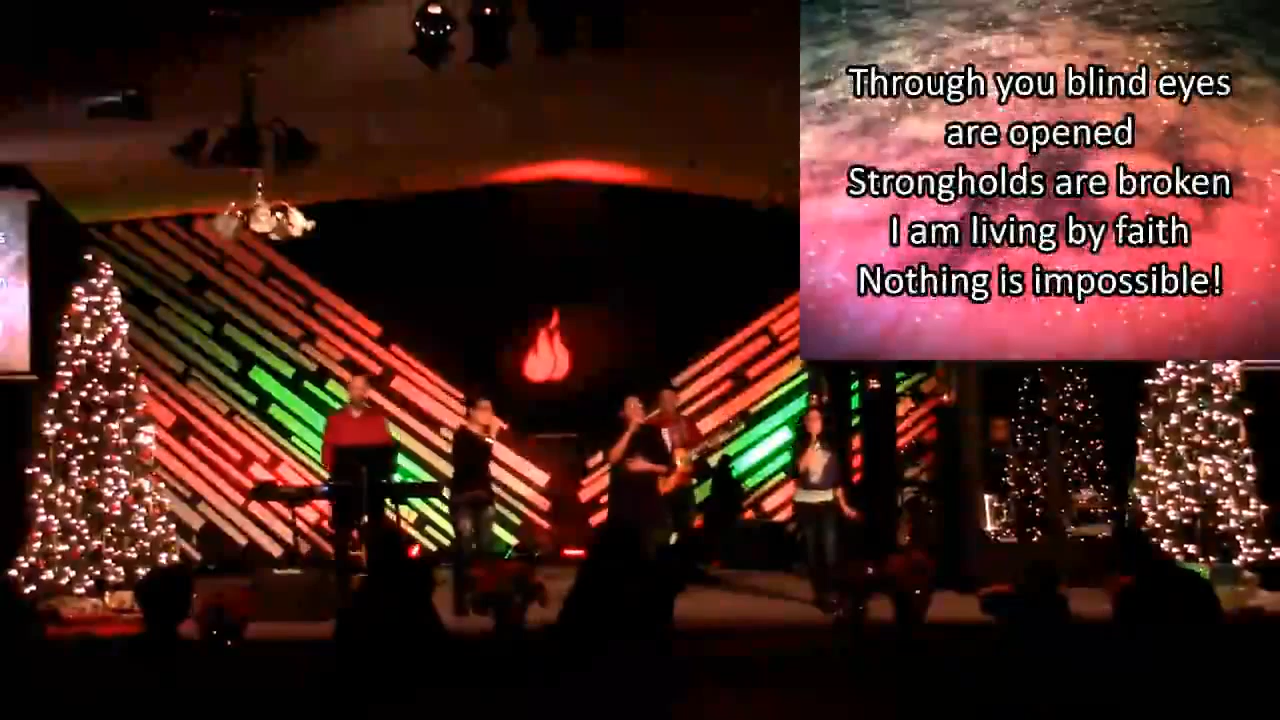 Through you blind eyes
are opened
Strongholds are broken
I am living by faith
Nothing is impossible!